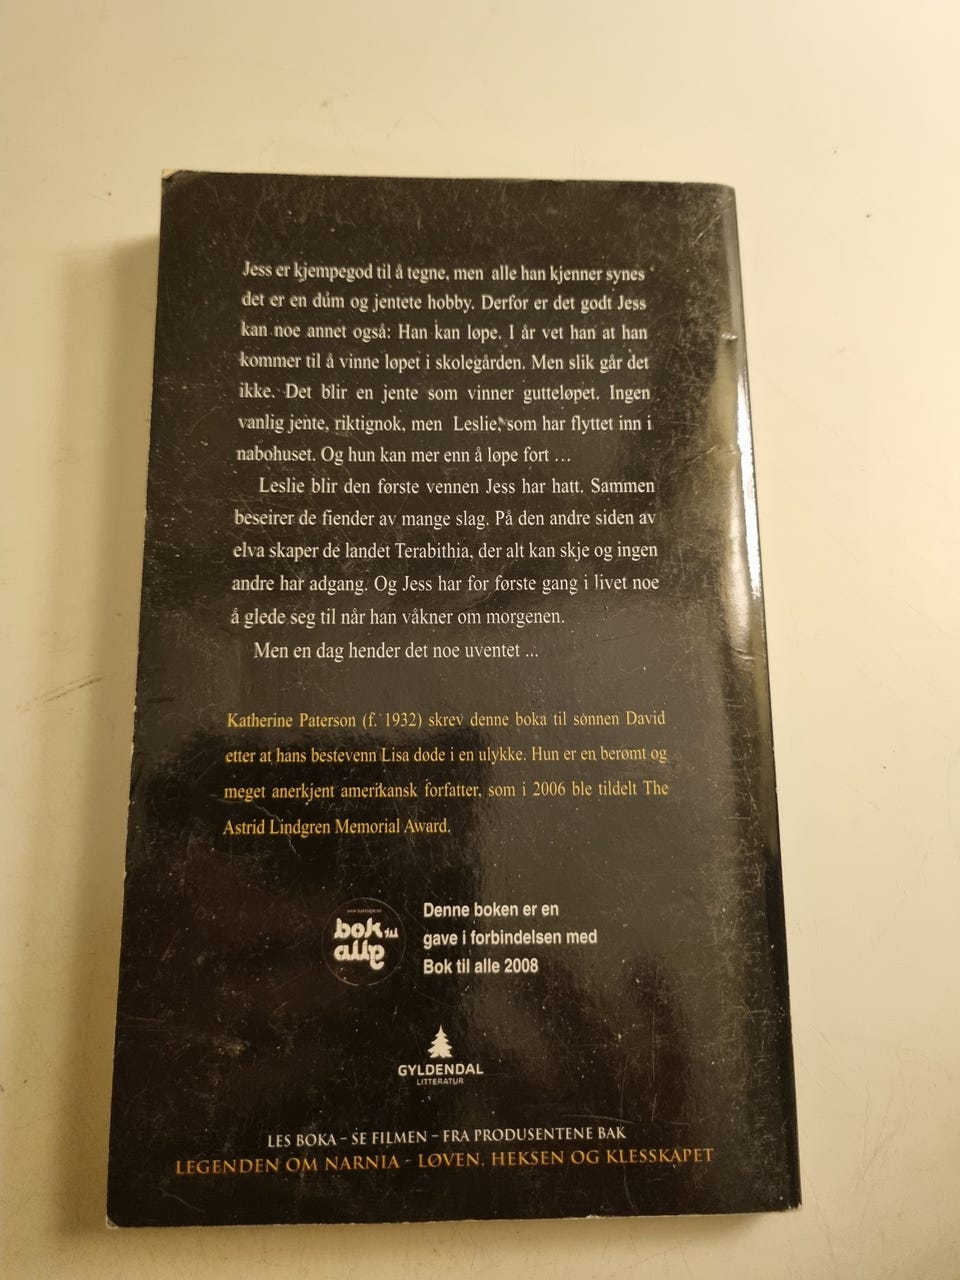 Jess er kjempegod til å tegne, men alle han kjenner synes
det er en dum og jentete hobby. Derfor er det godt Jess
kan noe annet også: Han kan løpe. I år vet han at han
kommer til å vinne løpet i skolegården. Men slik går det
ikke. Det blir en jente som vinner gutteløpet. Ingen
vanlig jente, riktignok, men Leslie, som har flyttet inn i
nabohuset. Og hun kan mer enn å løpe fort ...
Leslie blir den første vennen Jess har hatt. Sammen
beseirer de fiender av mange slag. På den andre siden av
elva skaper de landet Terabithia, der alt kan skje og ingen
andre har adgang. Og Jess har for første gang i livet noe
å glede seg til når han våkner om morgenen.
Men en dag hender det noe uventet ...
Katherine Paterson (f. 1932) skrev denne boka til sønnen David
etter at hans bestevenn Lisa døde i en ulykke. Hun er en berømt og
meget anerkjent amerikansk forfatter, som i 2006 ble tildelt The
Astrid Lindgren Memorial Award.
bok til
alle
Denne boken er en
gave i forbindelsen med
Bok til alle 2008
GYLDENDAL
LITTERATUR
LES BOKA – SE FILMEN – FRA PRODUSENTENE BAK
LEGENDEN OM NARNIA – LØVEN, HEKSEN OG KLESSKAPET